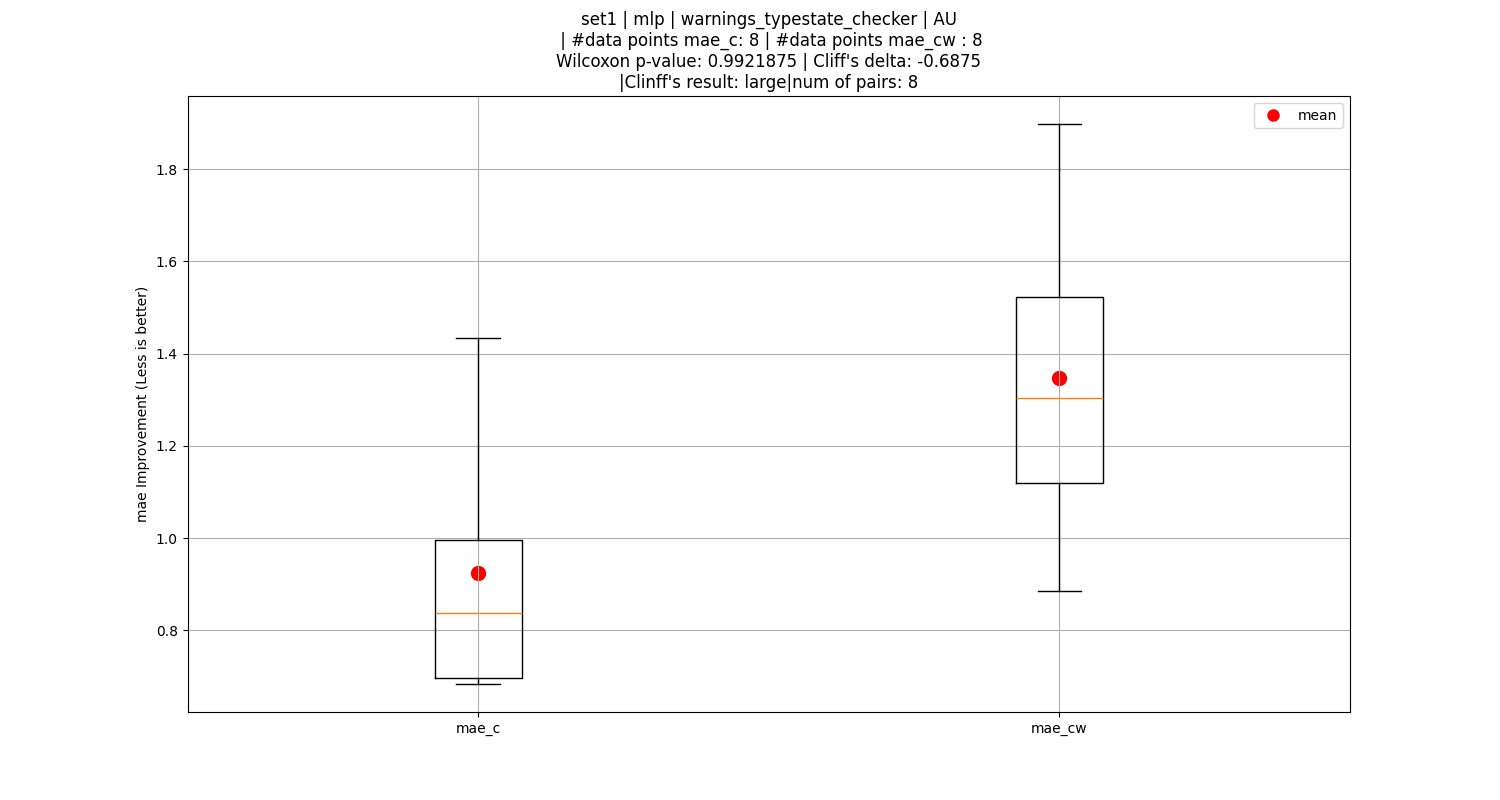 set1 | mlp | warnings_typestate_checker | AU
| #data points mae_c: 8 | #data points mae_cw : 8
Wilcoxon p-value: 0.9921875 | Cliff's delta: -0.6875
|Clinff's result: large|num of pairs: 8
mean
1.8
1.6
1.4
1.2
1.0
0.8
mae Improvement (Less is better)
mae_c
mae_cw